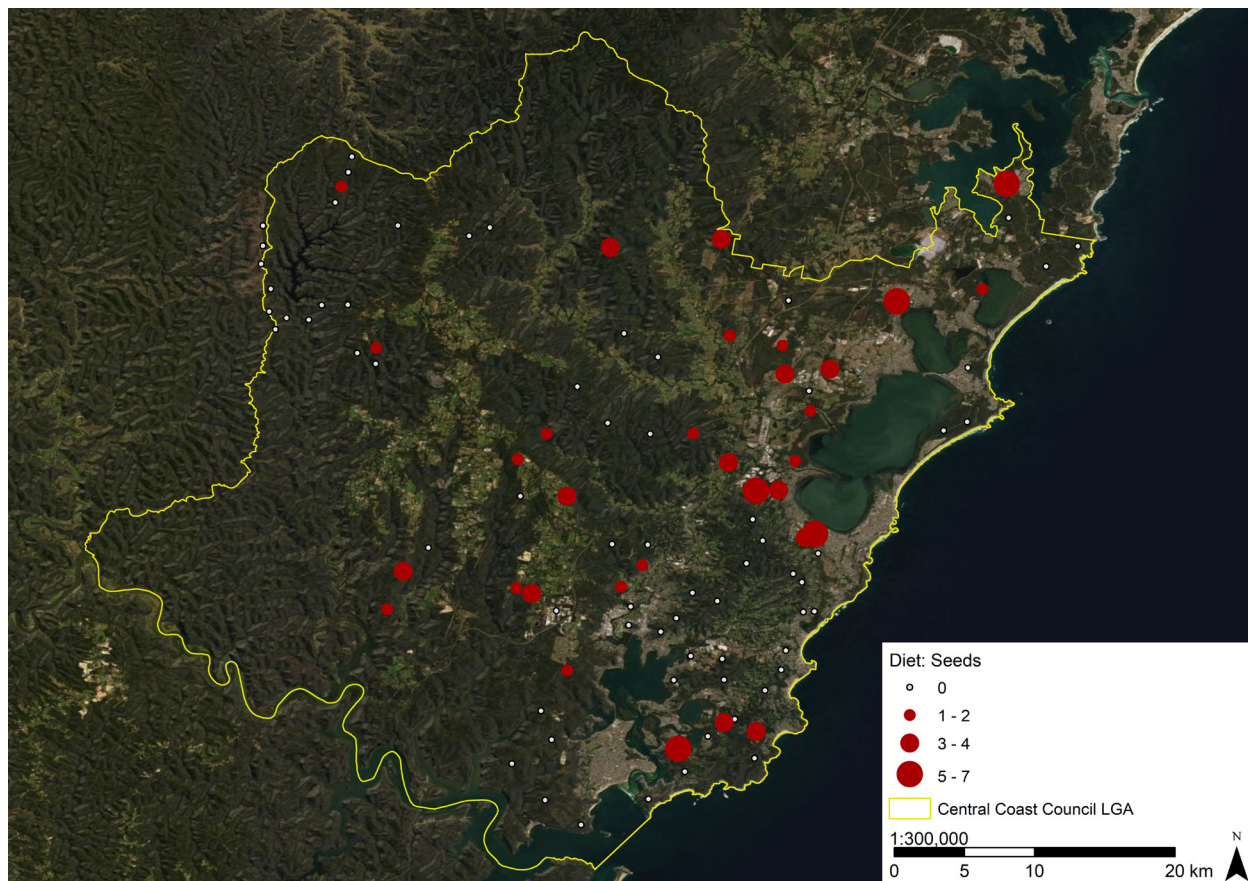 Diet: Seeds
0
1 - 2
3 - 4
5 - 7
Central Coast Council LGA
1:300,000
0 5 10 20 km
N